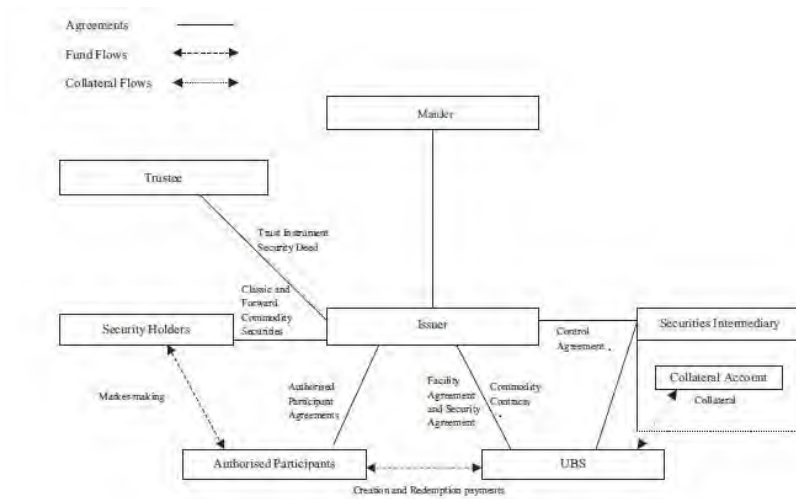 Agreements
Fund Flows
Collateral Flows
Manler
Trustee
Trust Instrument
Security Deed
Classic and
Forward
Commodity
Securities
Security Holders
Issuer
Securities Intermediary
Control
Agreement
Collateral Account
Collateral
Market-making
Authorised
Participant
Agreements
Facility
Agreement
and Security
Agreement
Commodity
Contracts
Authorised Participants
UBS
Creation and Redemption payments